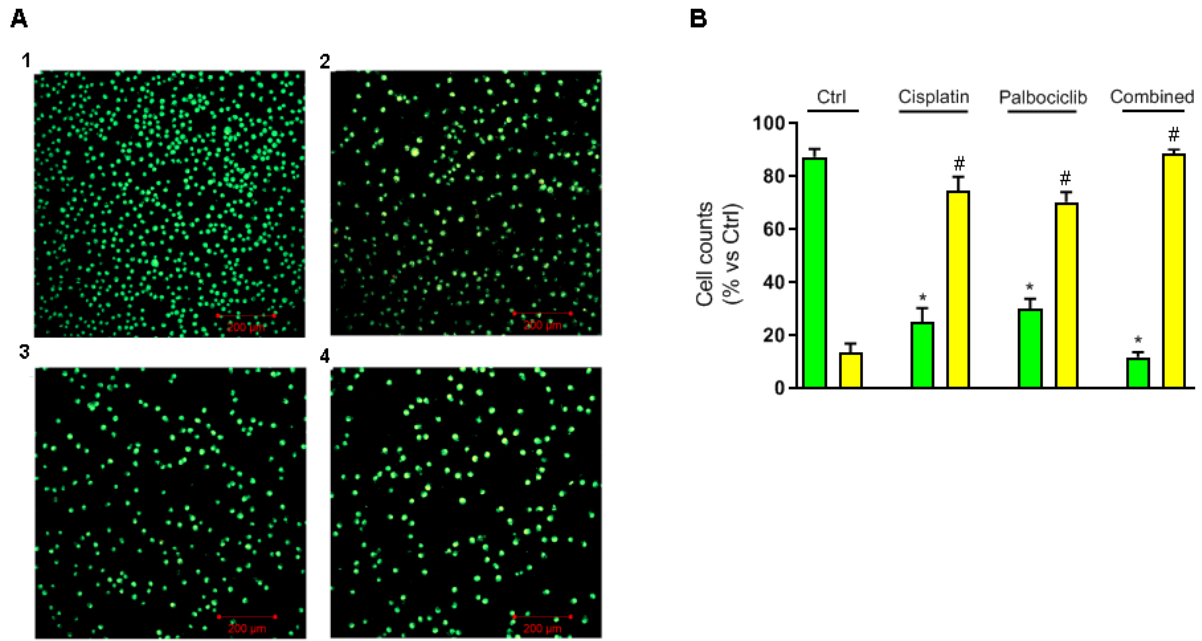 A
B
1
2
200 µm
200 µm
3
4
200 µm
200 µm
Ctrl Cisplatin Palbociclib Combined
Cell counts
(% vs Ctrl)
100
80
60
40
20
0
* # * # * #